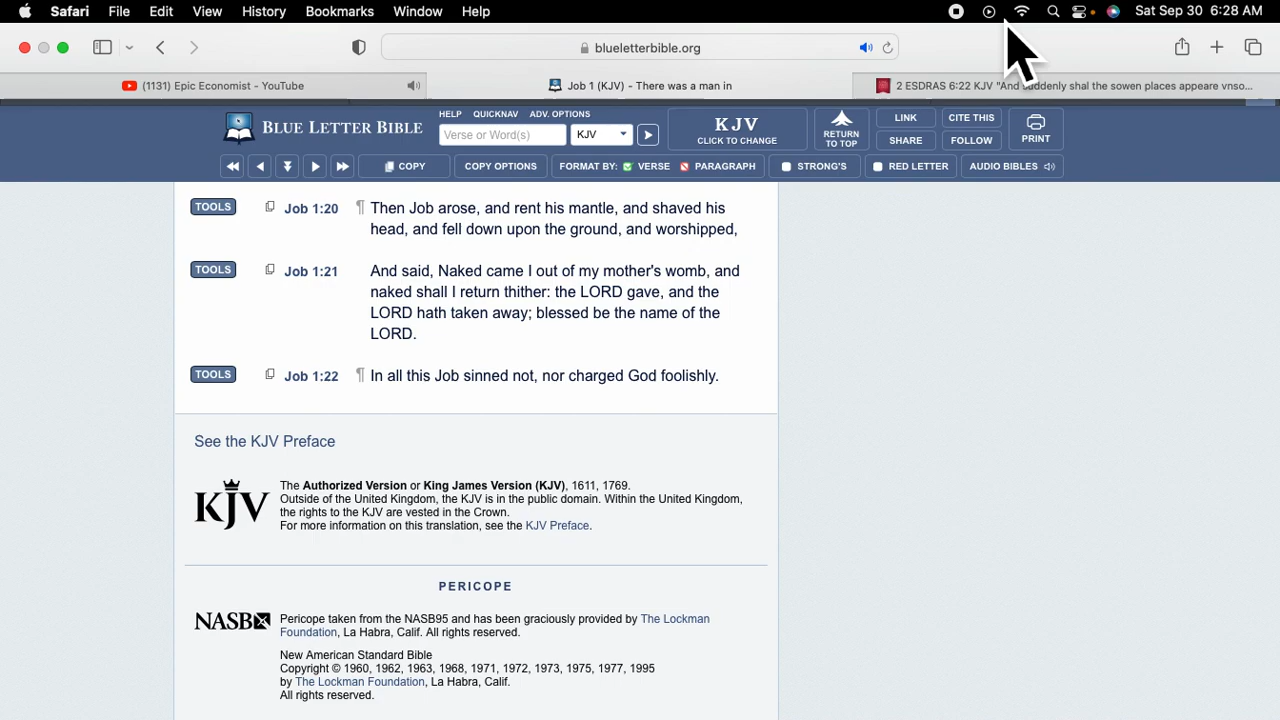 Safari File Edit View History Bookmarks Window Help Sat Sep 30 6:28 AM
blueletterbible.org
(1131) Epic Economist - YouTube
Job 1 (KJV) - There was a man in
2 ESDRAS 6:22 KJV "And suddenly shal the sowen places appeare vnso...
BLUE LETTER BIBLE
HELP QUICKNAV ADV. OPTIONS
Verse or Word(s) KJV
KJV
CLICK TO CHANGE
RETURN
TO TOP
LINK CITE THIS
SHARE FOLLOW
PRINT
COPY COPY OPTIONS FORMAT BY: VERSE PARAGRAPH STRONG'S RED LETTER AUDIO BIBLES
TOOLS Job 1:20 ¶ Then Job arose, and rent his mantle, and shaved his
head, and fell down upon the ground, and worshipped,
TOOLS Job 1:21 And said, Naked came I out of my mother's womb, and
naked shall I return thither: the LORD gave, and the
LORD hath taken away; blessed be the name of the
LORD.
TOOLS Job 1:22 ¶ In all this Job sinned not, nor charged God foolishly.
See the KJV Preface
KJV
The Authorized Version or King James Version (KJV), 1611, 1769.
Outside of the United Kingdom, the KJV is in the public domain. Within the United Kingdom,
the rights to the KJV are vested in the Crown.
For more information on this translation, see the KJV Preface.
PERICOPE
NASB
Pericope taken from the NASB95 and has been graciously provided by The Lockman
Foundation, La Habra, Calif. All rights reserved.
New American Standard Bible
Copyright © 1960, 1962, 1963, 1968, 1971, 1972, 1973, 1975, 1977, 1995
by The Lockman Foundation, La Habra, Calif.
All rights reserved.